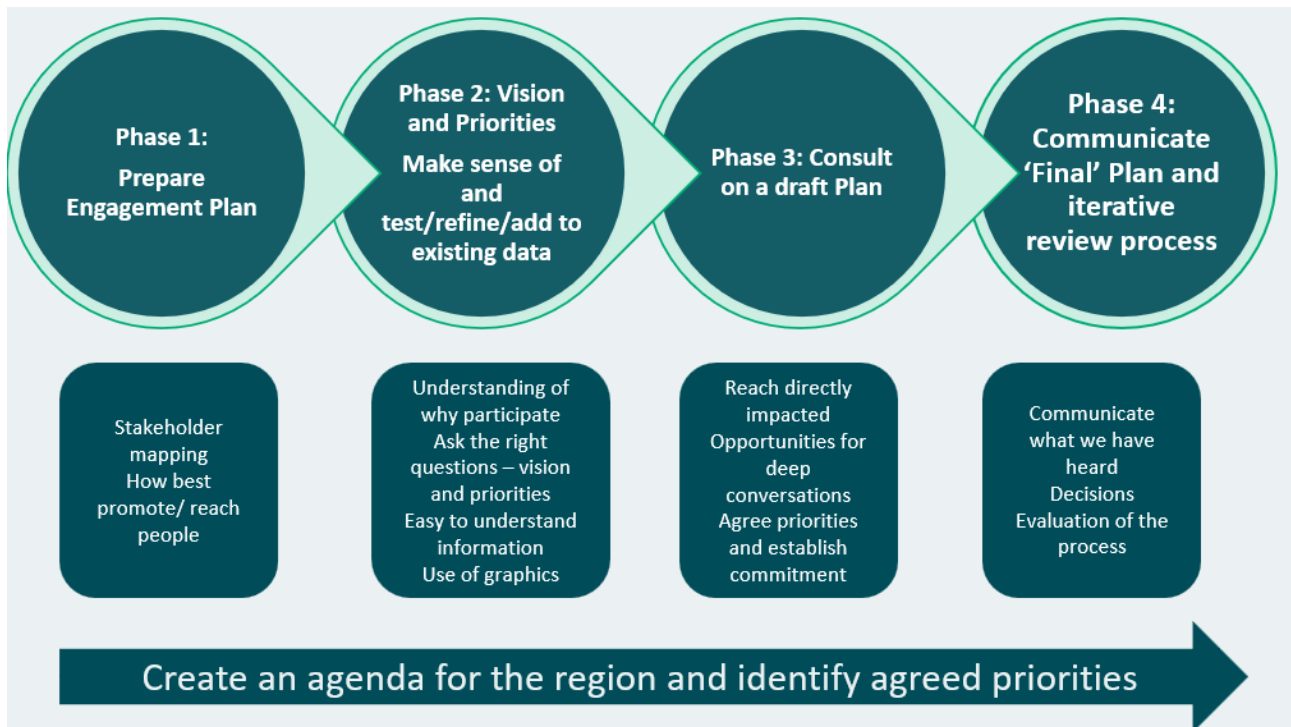 Phase 1:
Prepare
Engagement Plan
Phase 2: Vision
and Priorities
Make sense of
and
test/refine/add to
existing data
Phase 3: Consult
on a draft Plan
Phase 4:
Communicate
‘Final’ Plan and
iterative
review process
Stakeholder
mapping
How best
promote/ reach
people
Understanding of
why participate
Ask the right
questions – vision
and priorities
Easy to understand
information
Use of graphics
Reach directly
impacted
Opportunities for
deep
conversations
Agree priorities
and establish
commitment
Communicate
what we have
heard
Decisions
Evaluation of the
process
Create an agenda for the region and identify agreed priorities